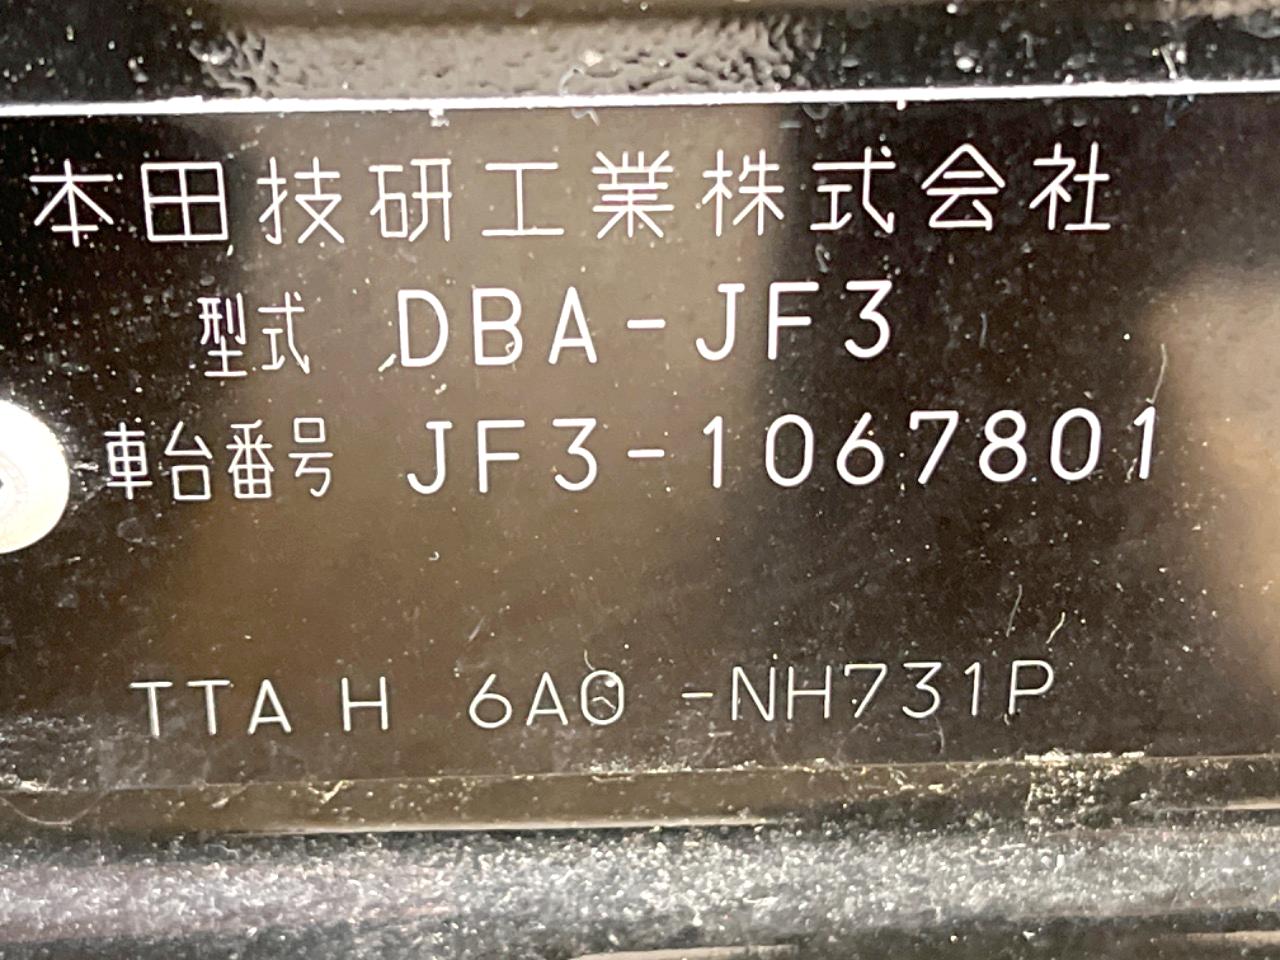 本田技研工業株式会社
型式 DBA-JF3
車台番号 JF3-1067801
TTA H 6A0 -NH731P